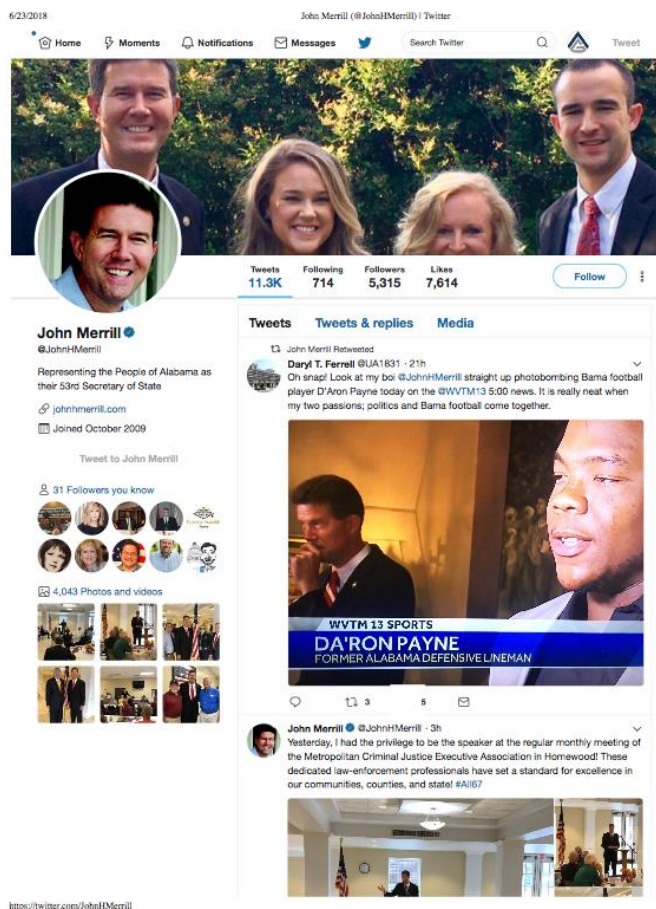 6/23/2018
John Merrill (@JohnHMerrill) | Twitter
Home
Moments
Notifications
Messages
Search Twitter
Tweet
Tweets
Following
Followers
Likes
11.3K
714
5,315
7,614
Follow
John Merrill
@JohnHMerrill
Representing the People of Alabama as
their 53rd Secretary of State
johnhmerrill.com
Joined October 2009
Tweet to John Merrill
31 Followers you know
4,043 Photos and videos
Tweets
Tweets & replies
Media
John Merrill Retweeted
Daryl T. Ferrell @UA1831 · 21h
Oh snap! Look at my boi @JohnHMerrill straight up photobombing Bama football
player D'Aron Payne today on the @WVTM13 5:00 news. It is really neat when
my two passions; politics and Bama football come together.
WVTM 13 SPORTS
DA'RON PAYNE
FORMER ALABAMA DEFENSIVE LINEMAN
3
5
John Merrill @JohnHMerrill · 3h
Yesterday, I had the privilege to be the speaker at the regular monthly meeting of
the Metropolitan Criminal Justice Executive Association in Homewood! These
dedicated law-enforcement professionals have set a standard for excellence in
our communities, counties, and state! #All67
https://twitter.com/JohnHMerrill